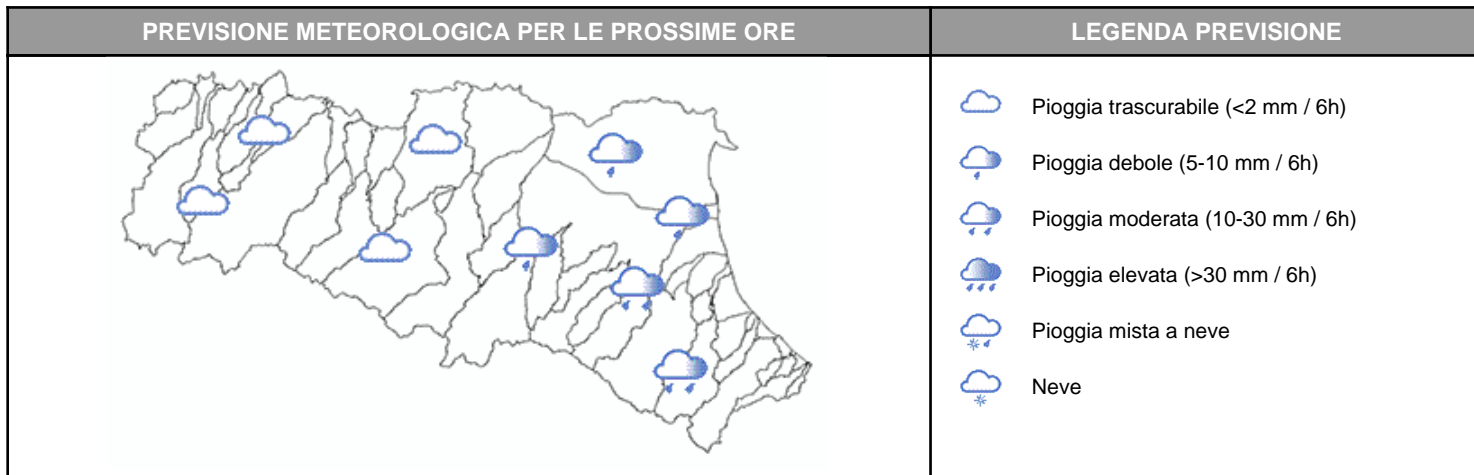 PREVISIONE METEOROLOGICA PER LE PROSSIME ORE
LEGENDA PREVISIONE
Pioggia trascurabile (<2 mm / 6h)
Pioggia debole (5-10 mm / 6h)
Pioggia moderata (10-30 mm / 6h)
Pioggia elevata (>30 mm / 6h)
Pioggia mista a neve
Neve